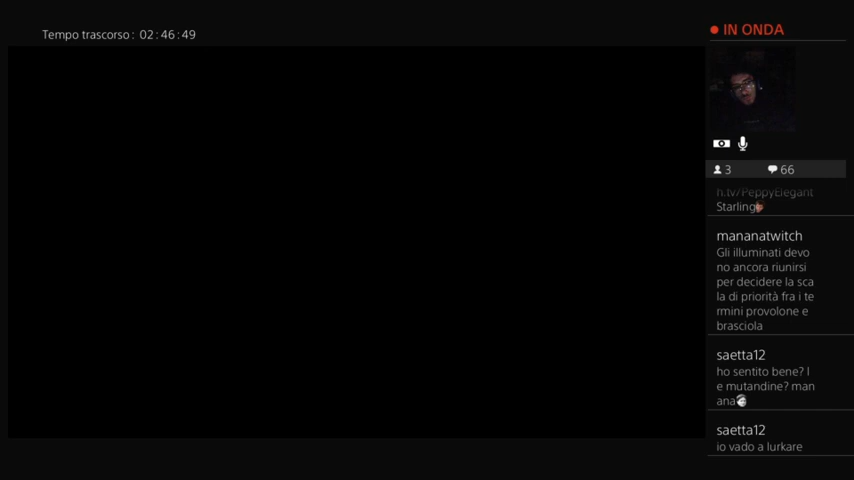 Tempo trascorso: 02:46:49
IN ONDA
3 66
h.tv/PeppyElegant
Starling
mananatwitch
Gli illuminati devo
no ancora riunirsi
per decidere la sca
la di priorità fra i te
rmini provolone e
brasciola
saetta12
ho sentito bene? l
e mutandine? man
ana
saetta12
io vado a lurkare